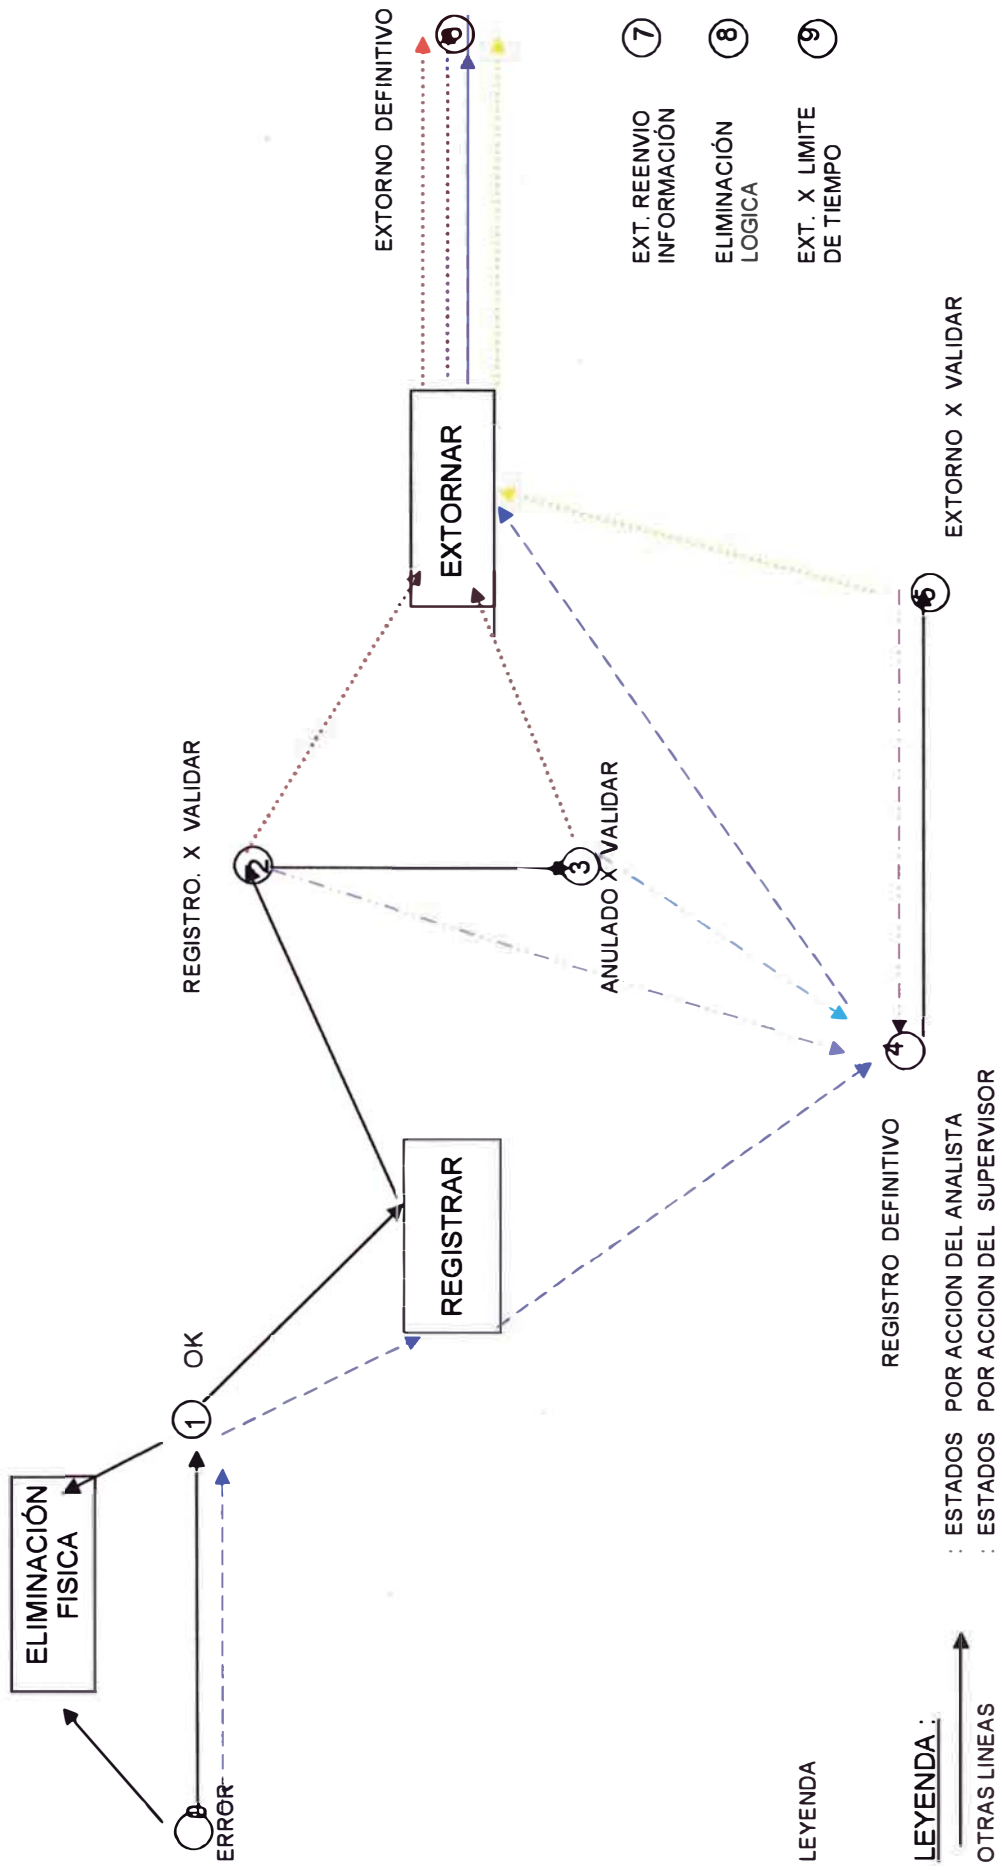 ELIMINACIÓN
FISICA
ERROR
1
OK
REGISTRAR
REGISTRO. X VALIDAR
2
3
ANULADO X VALIDAR
EXTORNAR
EXTORNO DEFINITIVO
6
REGISTRO DEFINITIVO
4
5
EXTORNO X VALIDAR
EXT. REENVIO
INFORMACIÓN
7
ELIMINACIÓN
LOGICA
8
EXT. X LIMITE
DE TIEMPO
9
LEYENDA
LEYENDA :
: ESTADOS POR ACCION DEL ANALISTA
OTRAS LINEAS : ESTADOS POR ACCION DEL SUPERVISOR